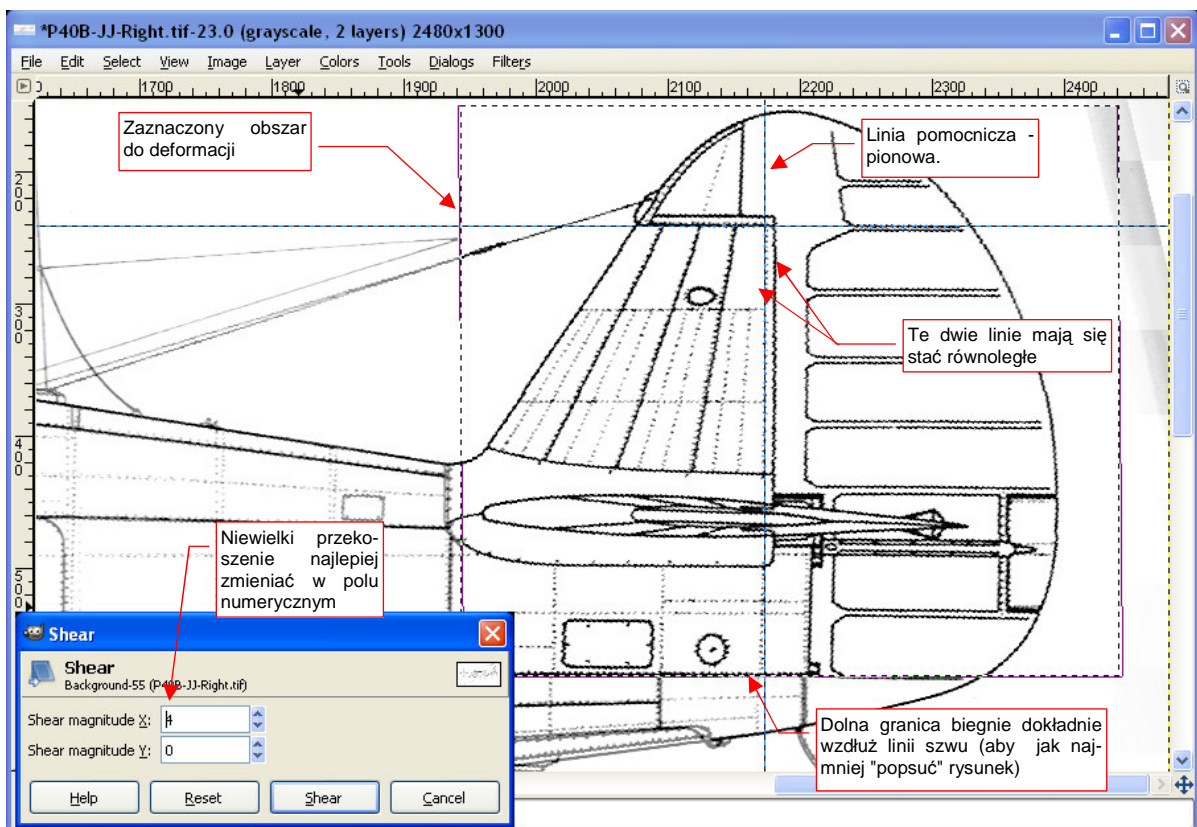 *P40B-JJ-Right.tif-23.0 (grayscale, 2 layers) 2480x1300
File Edit Select View Image Layer Colors Tools Dialogs Filters
1700 1800 1900 2000 2100 2200 2300 2400
200
300
400
500
Zaznaczony obszar
do deformacji
Linia pomocnicza -
pionowa.
Te dwie linie mają się
stać równoległe
Niewielki przeko-
szenie najlepiej
zmieniać w polu
numerycznym
Dolna granica biegnie dokładnie
wzdłuż linii szwu (aby jak naj-
mniej "popsuć" rysunek)
Shear
Shear
Background-55 (P40B-JJ-Right.tif)
Shear magnitude X: 4
Shear magnitude Y: 0
Help Reset Shear Cancel